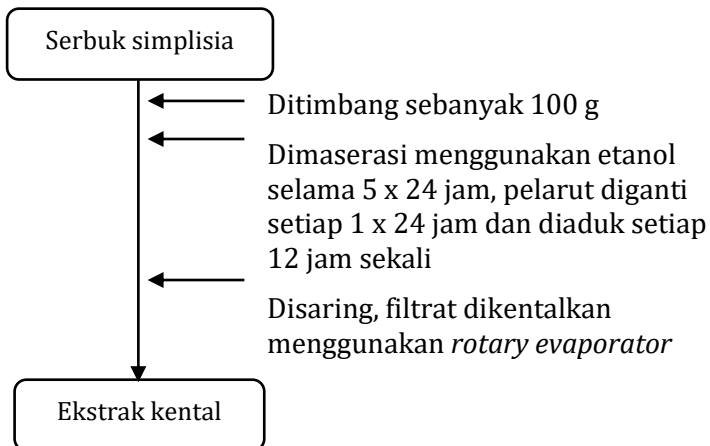 Serbuk simplisia
Ditimbang sebanyak 100 g
Dimaserasi menggunakan etanol
selama 5 x 24 jam, pelarut diganti
setiap 1 x 24 jam dan diaduk setiap
12 jam sekali
Disaring, filtrat dikentalkan
menggunakan rotary evaporator
Ekstrak kental